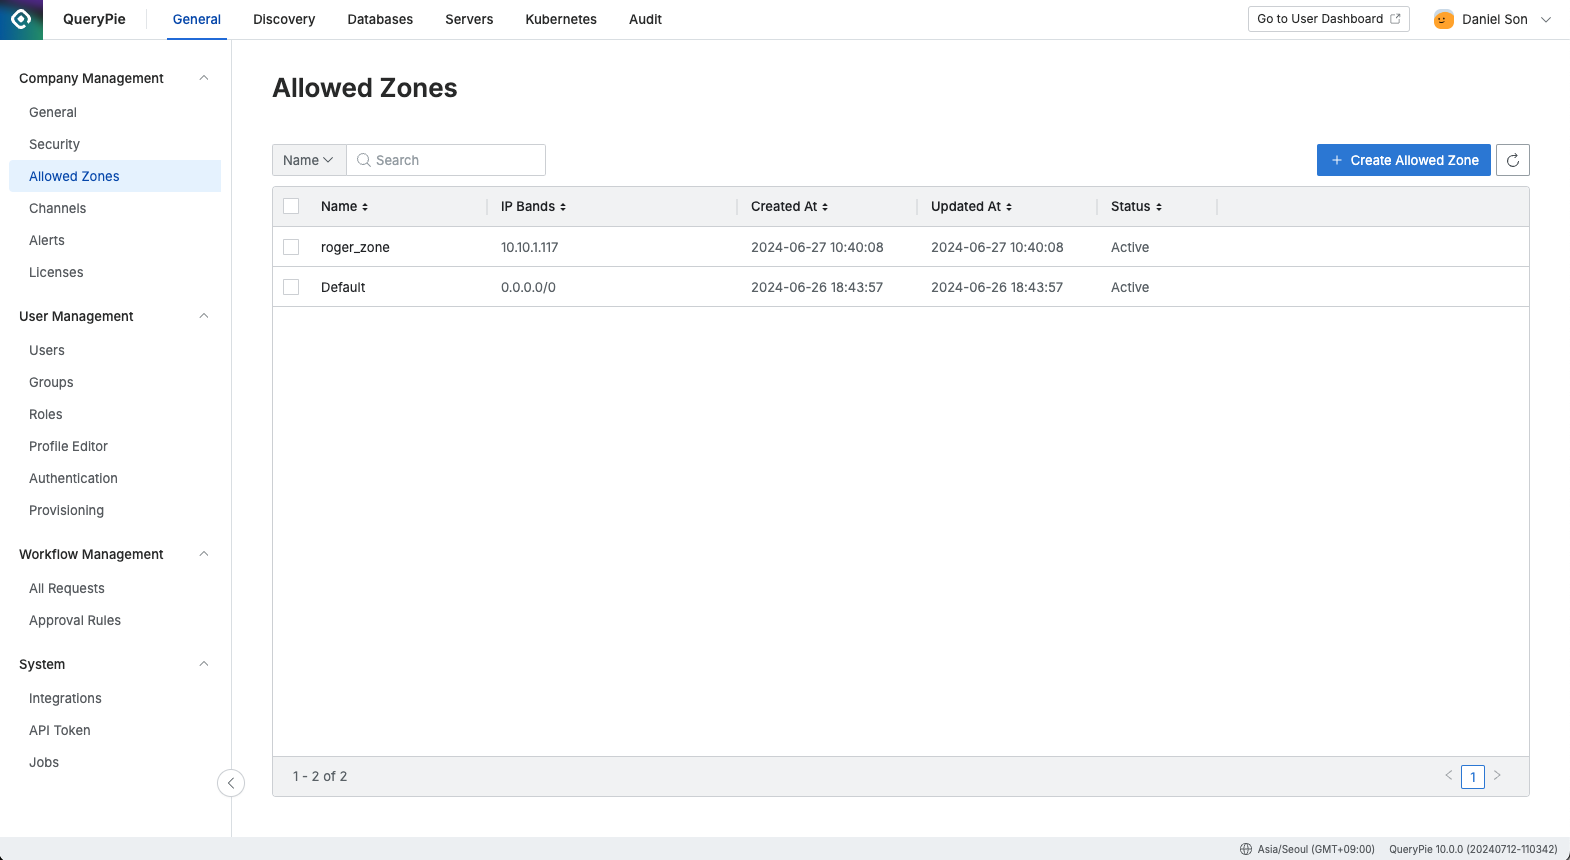 QueryPie General Discovery Databases Servers Kubernetes Audit Go to User Dashboard Daniel Son
Company Management
General
Security
Allowed Zones
Channels
Alerts
Licenses
User Management
Users
Groups
Roles
Profile Editor
Authentication
Provisioning
Workflow Management
All Requests
Approval Rules
System
Integrations
API Token
Jobs
Allowed Zones
Name Search + Create Allowed Zone
Name IP Bands Created At Updated At Status
roger_zone 10.10.1.117 2024-06-27 10:40:08 2024-06-27 10:40:08 Active
Default 0.0.0.0/0 2024-06-26 18:43:57 2024-06-26 18:43:57 Active
1 - 2 of 2 < 1 >
Asia/Seoul (GMT+09:00) QueryPie 10.0.0 (20240712-110342)